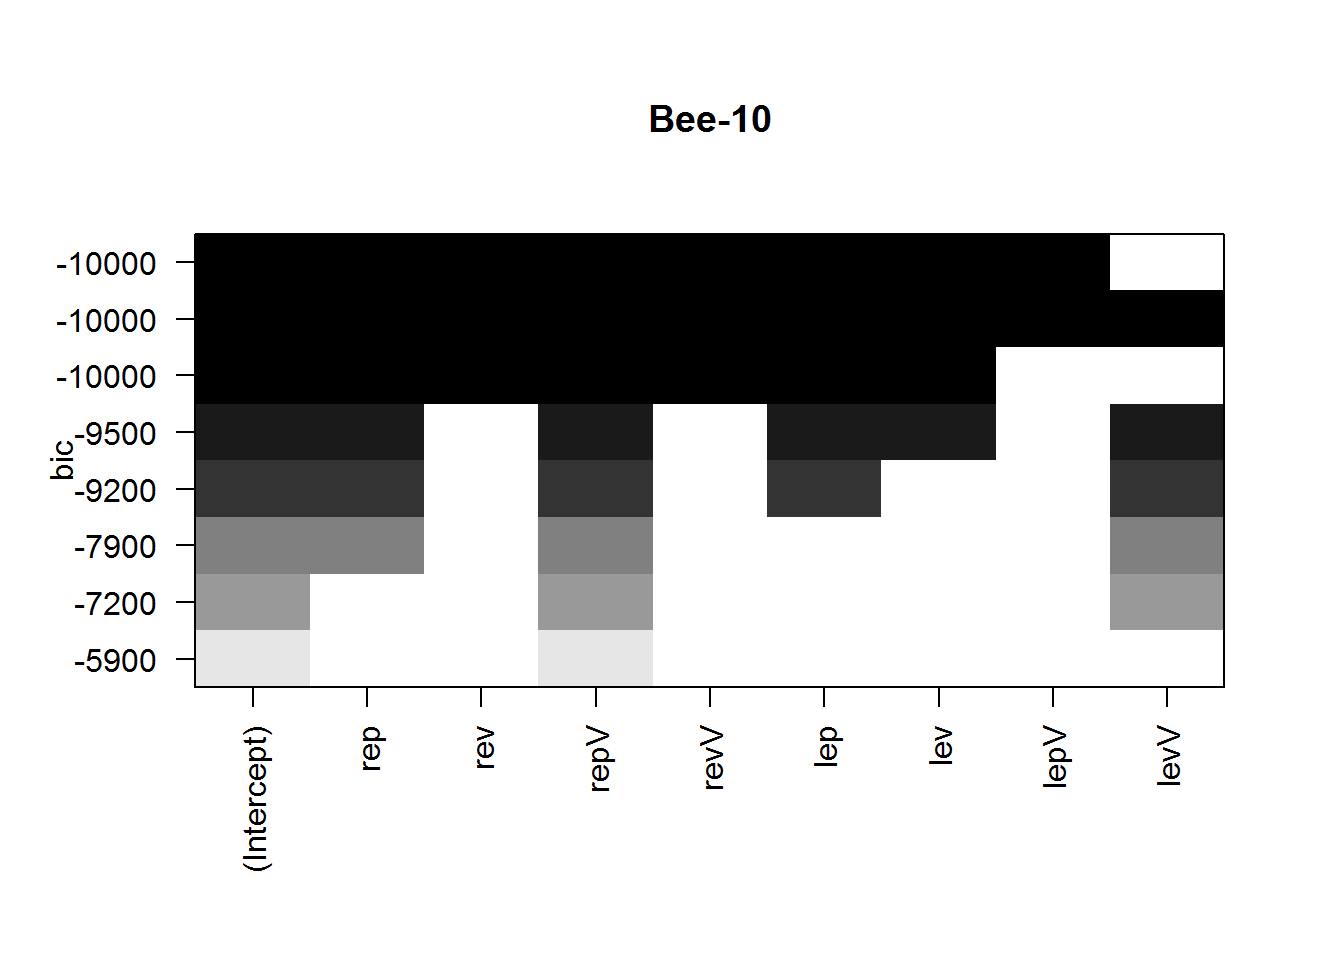 Bee-10
-10000
-10000
-10000
-9500
-9200
-7900
-7200
-5900
bic
(Intercept)
rep
rev
repV
revV
lep
lev
lepV
levV